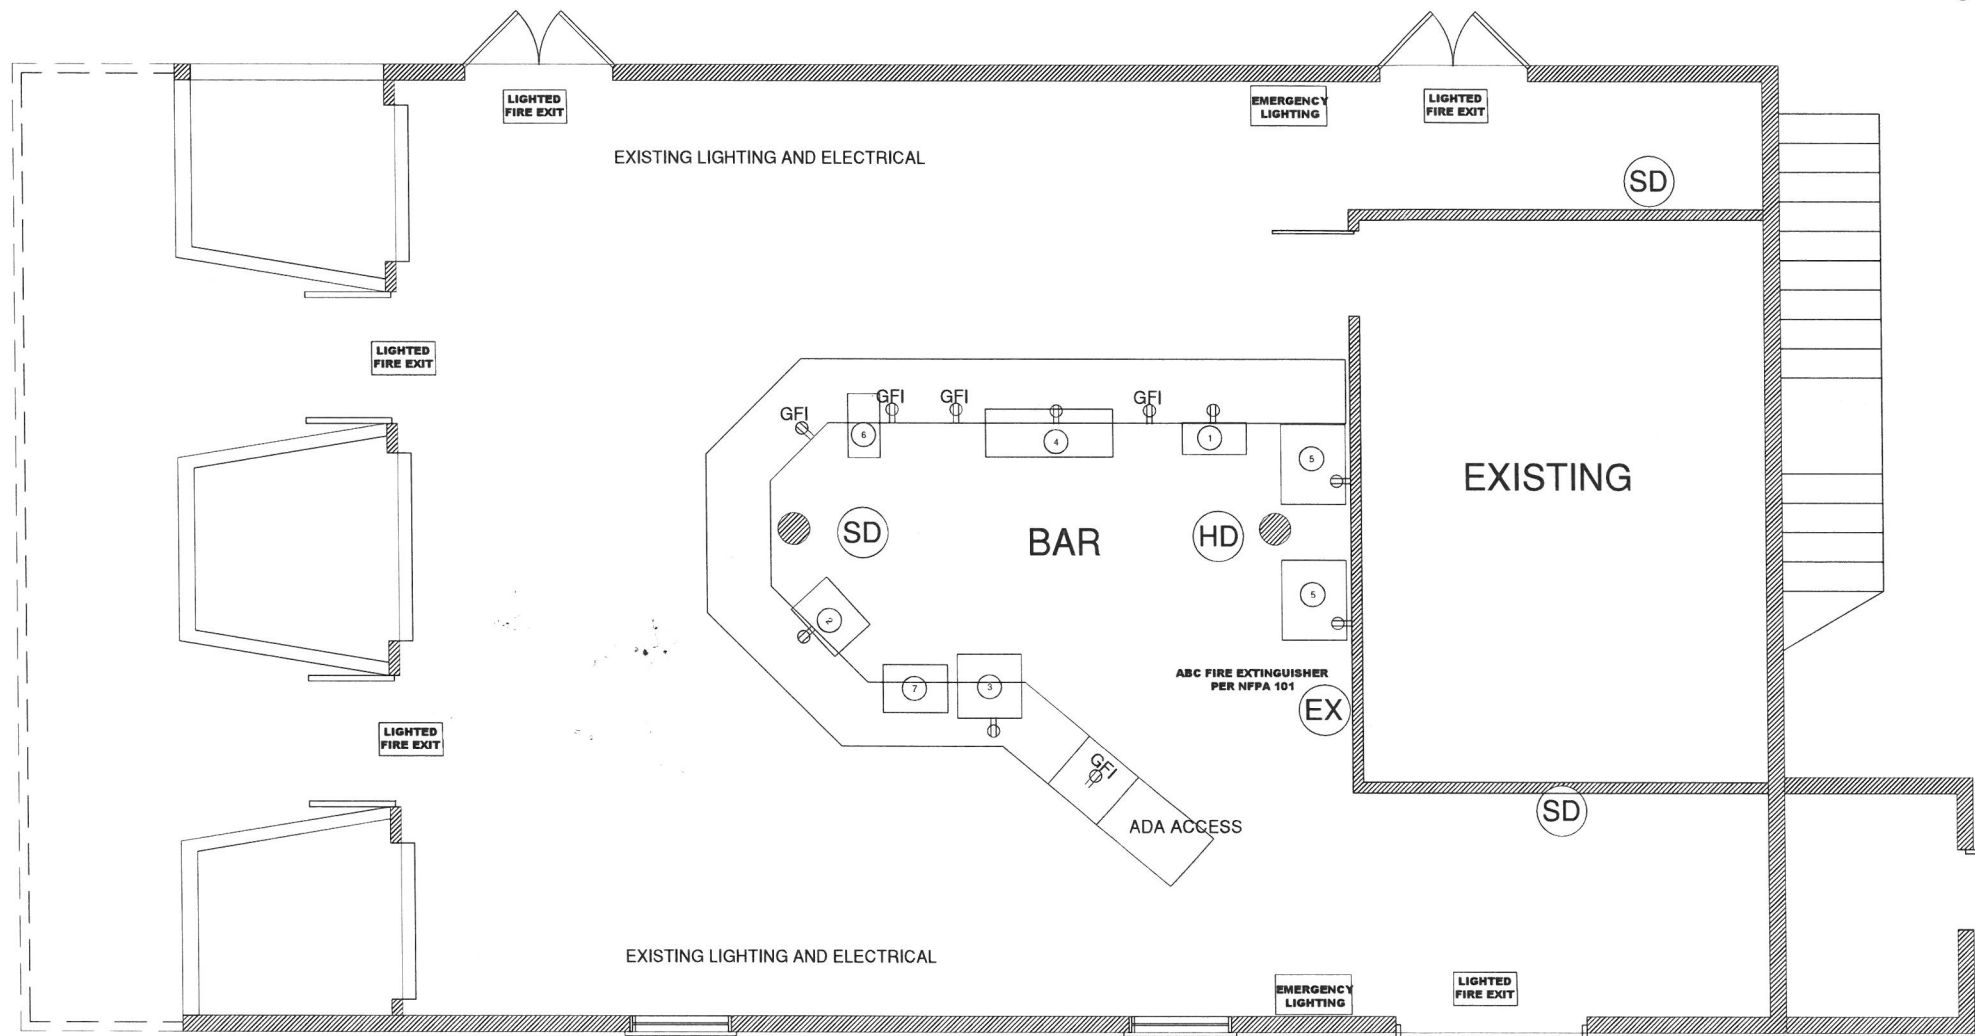 LIGHTED
FIRE EXIT
EMERGENCY
LIGHTING
LIGHTED
FIRE EXIT
EXISTING LIGHTING AND ELECTRICAL
SD
LIGHTED
FIRE EXIT
GFI
GFI
GFI
GFI
6
4
1
5
EXISTING
SD
BAR
HD
5
2
7
3
ABC FIRE EXTINGUISHER
PER NFPA 101
EX
LIGHTED
FIRE EXIT
GFI
ADA ACCESS
SD
EXISTING LIGHTING AND ELECTRICAL
EMERGENCY
LIGHTING
LIGHTED
FIRE EXIT